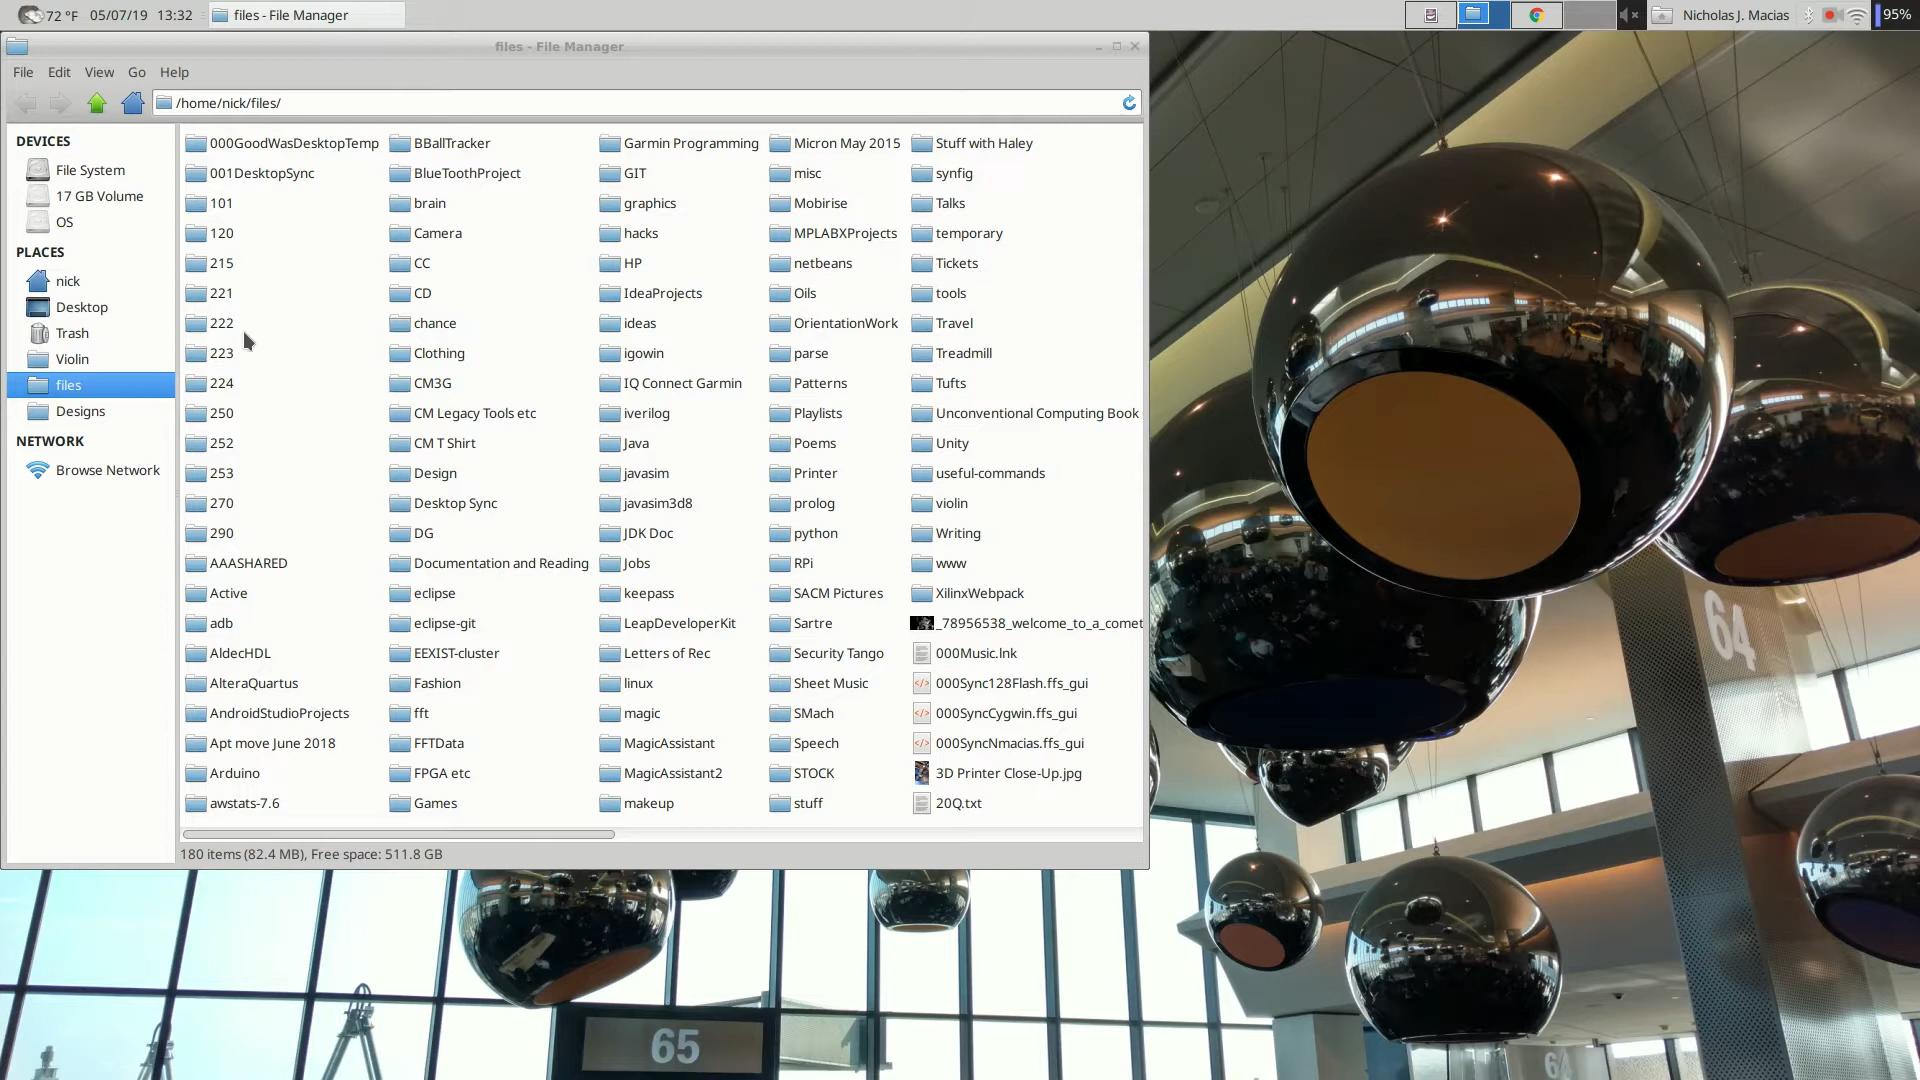 72 °F 05/07/19 13:32 files - File Manager Nicholas J. Macias 95%
files - File Manager
File Edit View Go Help
/home/nick/files/
DEVICES
File System
17 GB Volume
OS
PLACES
nick
Desktop
Trash
Violin
files
Designs
NETWORK
Browse Network
000GoodWasDesktopTemp
001DesktopSync
101
120
215
221
222
223
224
250
252
253
270
290
AAASHARED
Active
adb
AldecHDL
AlteraQuartus
AndroidStudioProjects
Apt move June 2018
Arduino
awstats-7.6
BBallTracker
BlueToothProject
brain
Camera
CC
CD
chance
Clothing
CM3G
CM Legacy Tools etc
CM T Shirt
Design
Desktop Sync
DG
Documentation and Reading
eclipse
eclipse-git
EEXIST-cluster
Fashion
fft
FFTData
FPGA etc
Games
Garmin Programming
GIT
graphics
hacks
HP
IdeaProjects
ideas
igowin
IQ Connect Garmin
iverilog
Java
javasim
javasim3d8
JDK Doc
Jobs
keepass
LeapDeveloperKit
Letters of Rec
linux
magic
MagicAssistant
MagicAssistant2
makeup
Micron May 2015
misc
Mobirise
MPLABXProjects
netbeans
Oils
OrientationWork
parse
Patterns
Playlists
Poems
Printer
prolog
python
RPi
SACM Pictures
Sartre
Security Tango
Sheet Music
SMach
Speech
STOCK
stuff
Stuff with Haley
synfig
Talks
temporary
Tickets
tools
Travel
Treadmill
Tufts
Unconventional Computing Book
Unity
useful-commands
violin
Writing
www
XilinxWebpack
_78956538_welcome_to_a_comet
000Music.lnk
000Sync128Flash.ffs_gui
000SyncCygwin.ffs_gui
000SyncNmacias.ffs_gui
3D Printer Close-Up.jpg
20Q.txt
180 items (82.4 MB), Free space: 511.8 GB
64
65